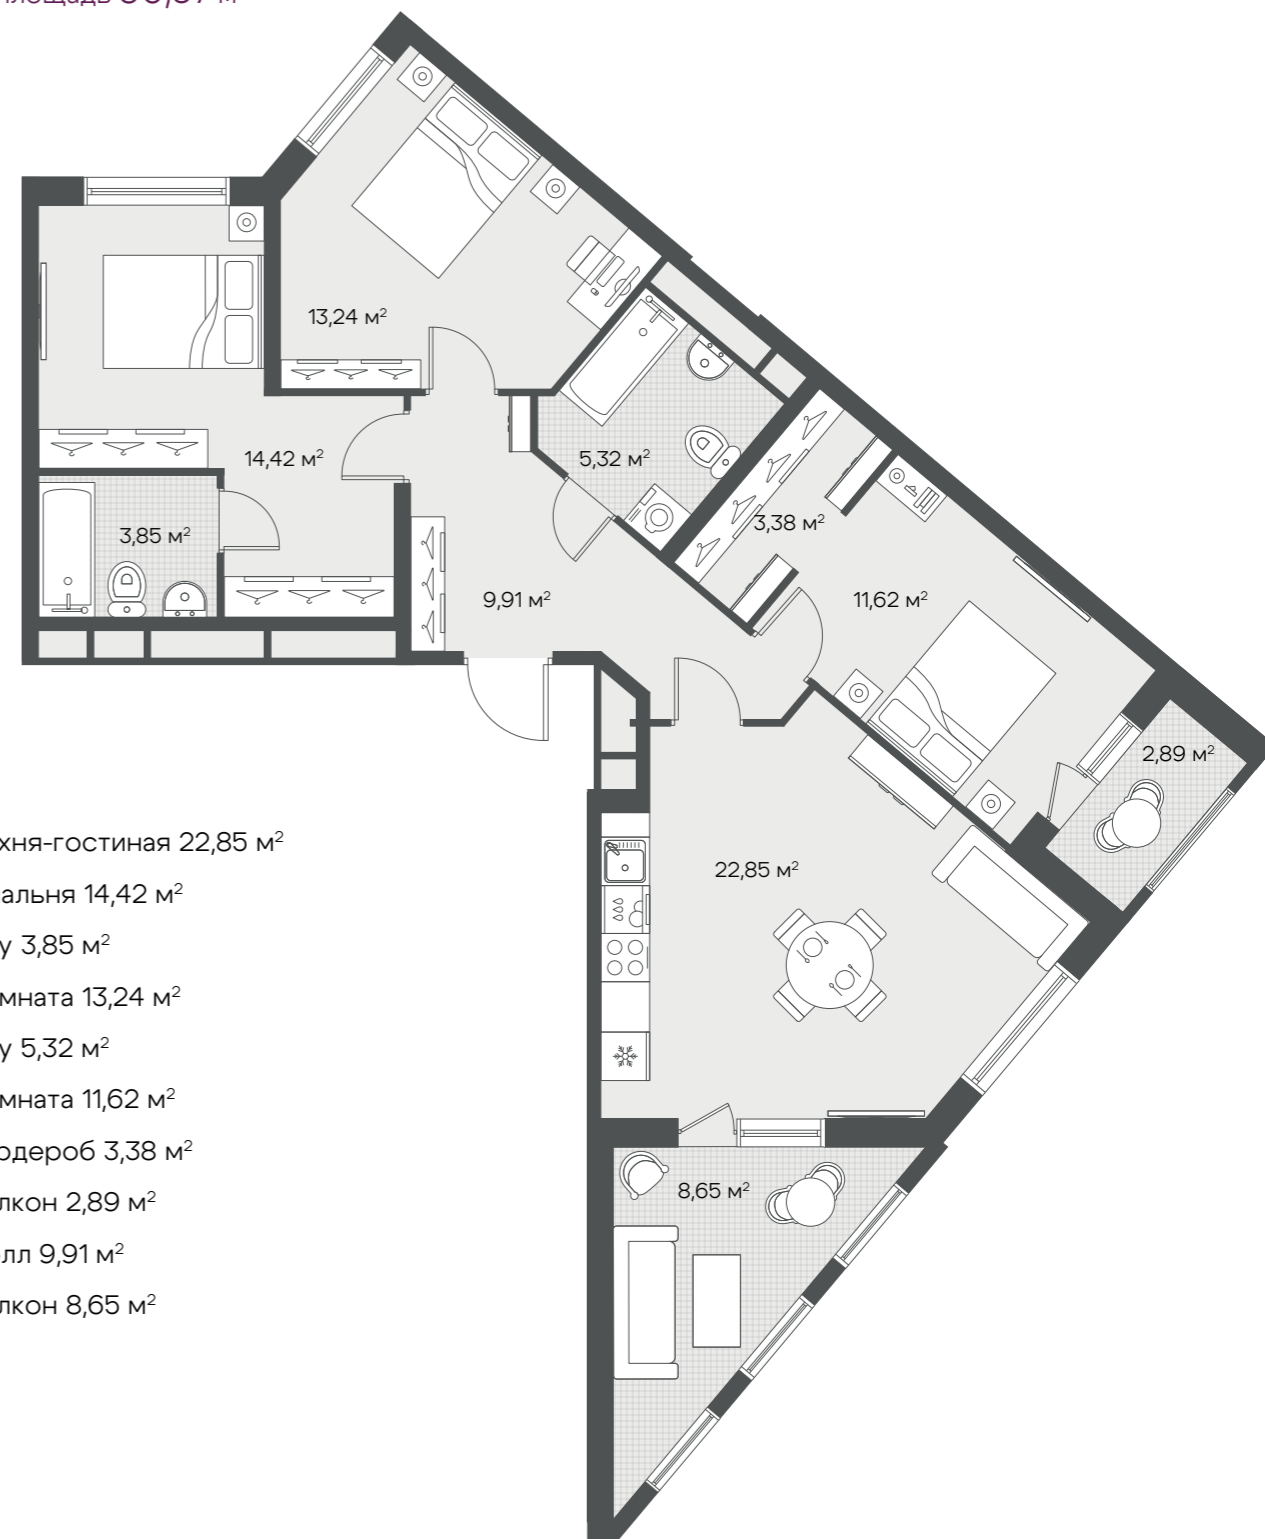 13,24 м²
14,42 м²
5,32 м²
3,85 м²
3,38 м²
9,91 м²
11,62 м²
2,89 м²
22,85 м²
8,65 м²
хня-гостиная 22,85 м²
альня 14,42 м²
у 3,85 м²
мната 13,24 м²
у 5,32 м²
мната 11,62 м²
рдероб 3,38 м²
лкон 2,89 м²
лл 9,91 м²
лкон 8,65 м²